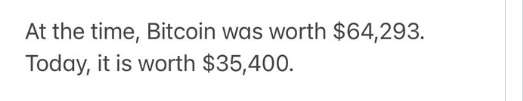 At the time, Bitcoin was worth $64,293.
Today, it is worth $35,400.